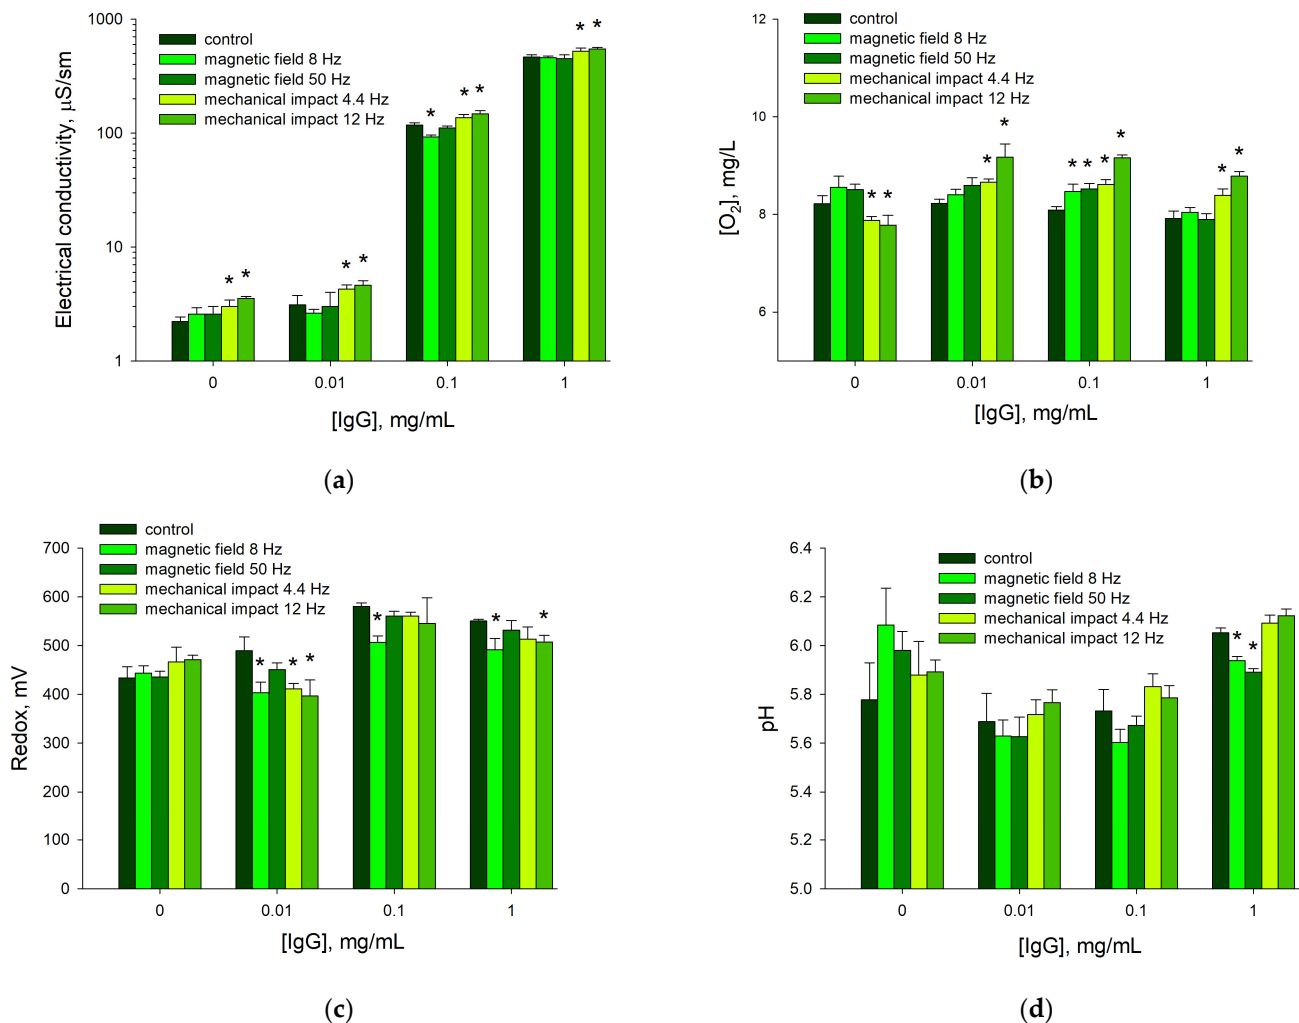 1000
100
10
1
Electrical conductivity, µS/sm
control
magnetic field 8 Hz
magnetic field 50 Hz
mechanical impact 4.4 Hz
mechanical impact 12 Hz
* *
* *
* * *
* *
0 0.01 0.1 1
[IgG], mg/mL
(a)
12
10
8
6
[O2], mg/L
control
magnetic field 8 Hz
magnetic field 50 Hz
mechanical impact 4.4 Hz
mechanical impact 12 Hz
* *
* *
* * * *
* *
0 0.01 0.1 1
[IgG], mg/mL
(b)
700
600
500
400
300
200
100
0
Redox, mV
control
magnetic field 8 Hz
magnetic field 50 Hz
mechanical impact 4.4 Hz
mechanical impact 12 Hz
* * *
*
* *
0 0.01 0.1 1
[IgG], mg/mL
(c)
6.4
6.2
6.0
5.8
5.6
5.4
5.2
5.0
pH
control
magnetic field 8 Hz
magnetic field 50 Hz
mechanical impact 4.4 Hz
mechanical impact 12 Hz
* *
0 0.01 0.1 1
[IgG], mg/mL
(d)